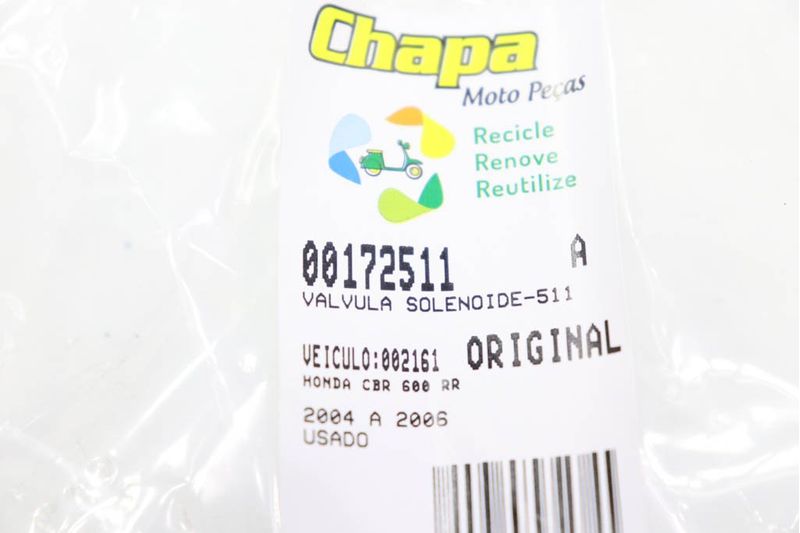 Chapa
Moto Peças
Recicle
Renove
Reutilize
00172511 A
VALVULA SOLENOIDE-511
VEICULO:002161 ORIGINAL
HONDA CBR 600 RR
2004 A 2006
USADO